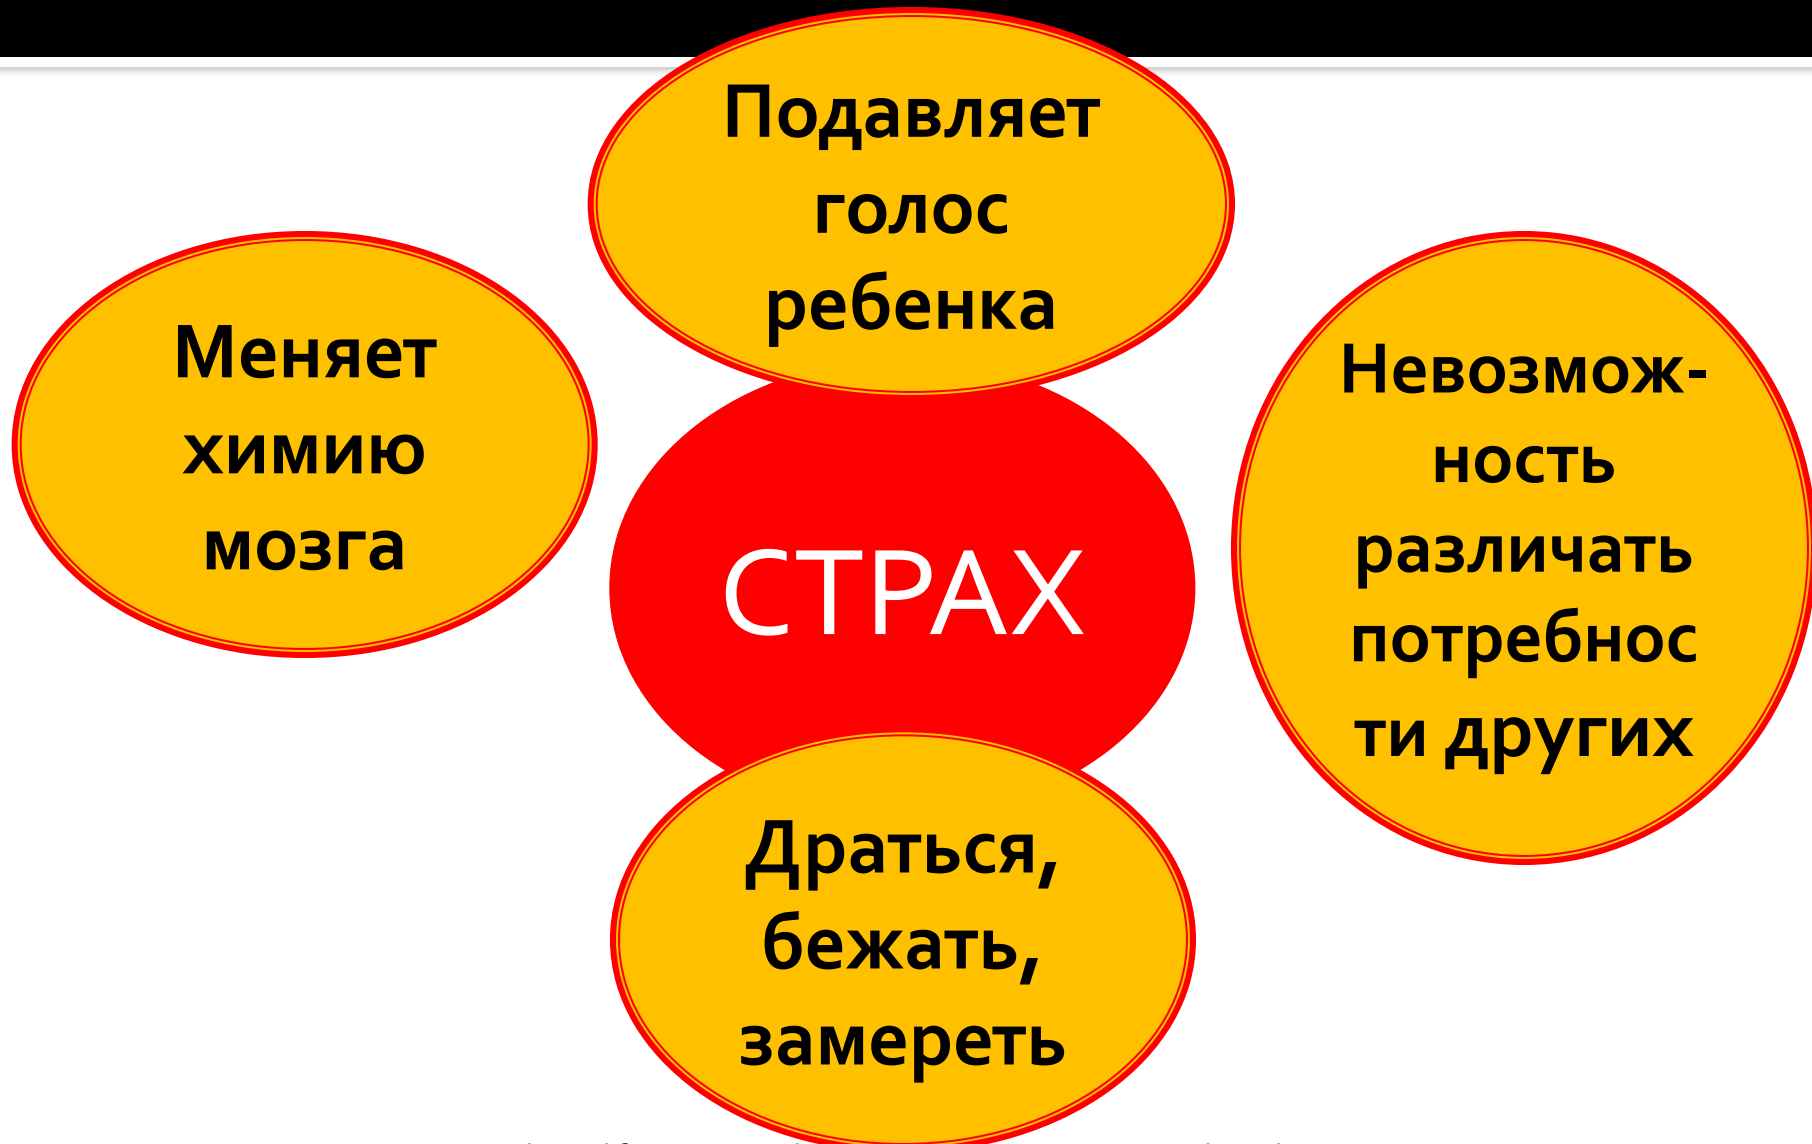 Подавляет
голос
ребенка
Меняет
химию
мозга
Невозмож-
ность
различать
потребнос
ти других
СТРАХ
Драться,
бежать,
замереть